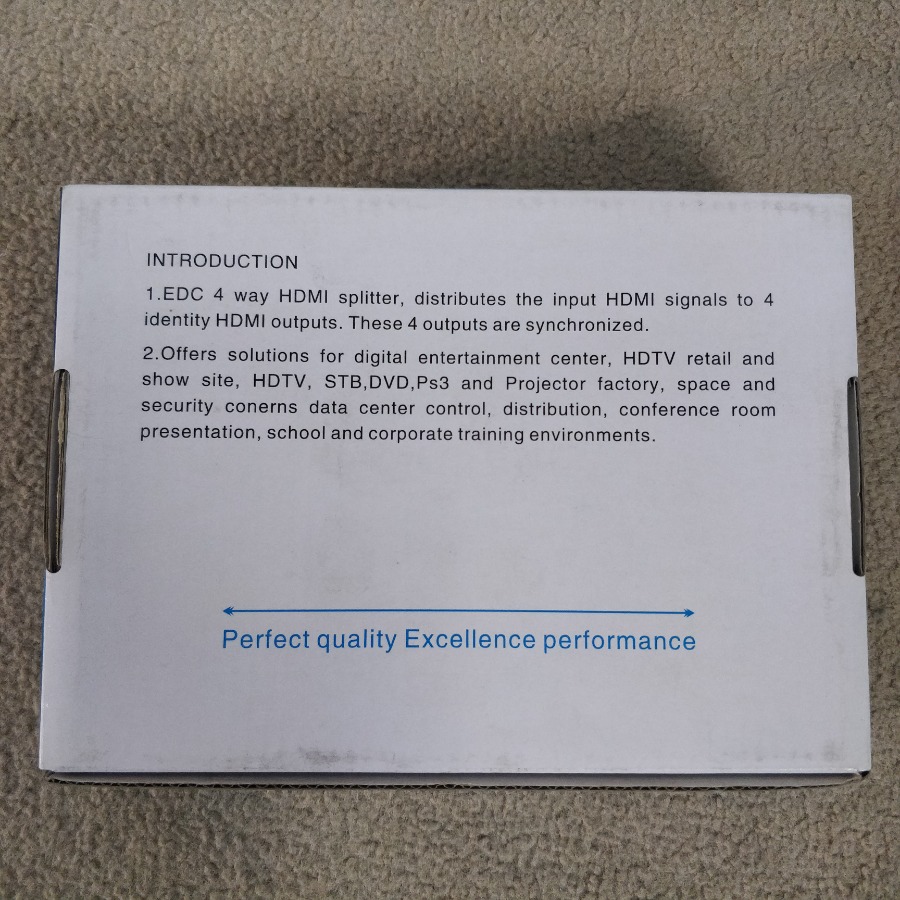 INTRODUCTION
1.EDC 4 way HDMI splitter, distributes the input HDMI signals to 4
identity HDMI outputs. These 4 outputs are synchronized.
2.Offers solutions for digital entertainment center, HDTV retail and
show site, HDTV, STB,DVD,Ps3 and Projector factory, space and
security conerns data center control, distribution, conference room
presentation, school and corporate training environments.
Perfect quality Excellence performance